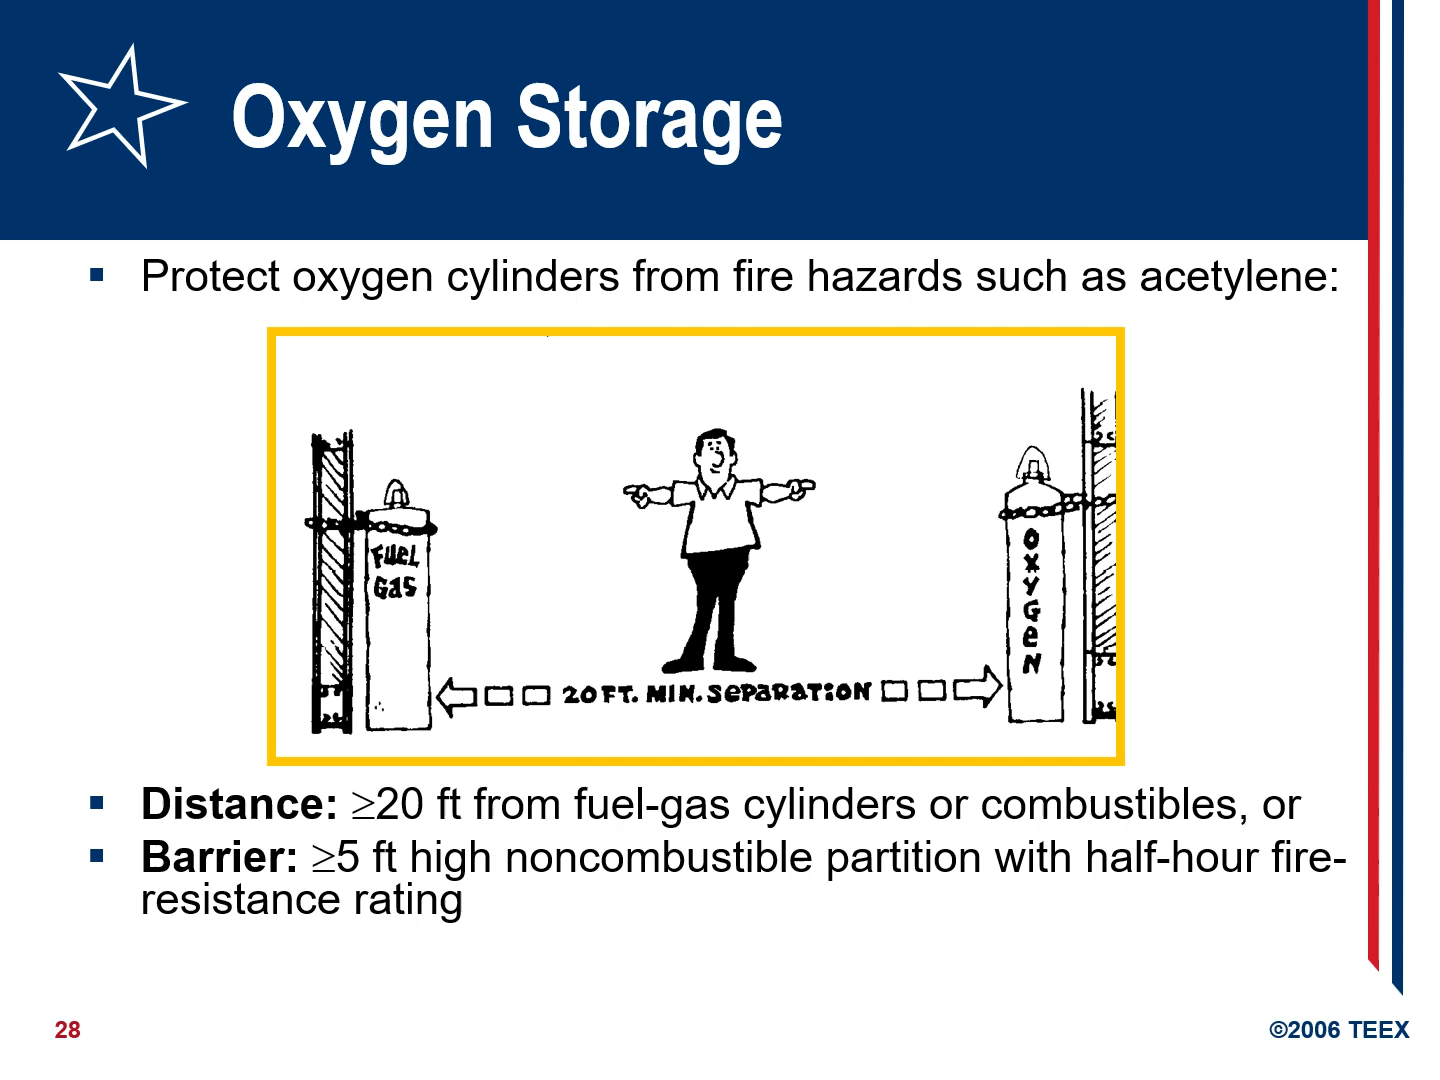 Oxygen Storage
▪ Protect oxygen cylinders from fire hazards such as acetylene:
FUEL
GAS
OXYGEN
20 FT. MIN. SEPARATION
▪ Distance: ≥20 ft from fuel-gas cylinders or combustibles, or
▪ Barrier: ≥5 ft high noncombustible partition with half-hour fire-
resistance rating
28
©2006 TEEX